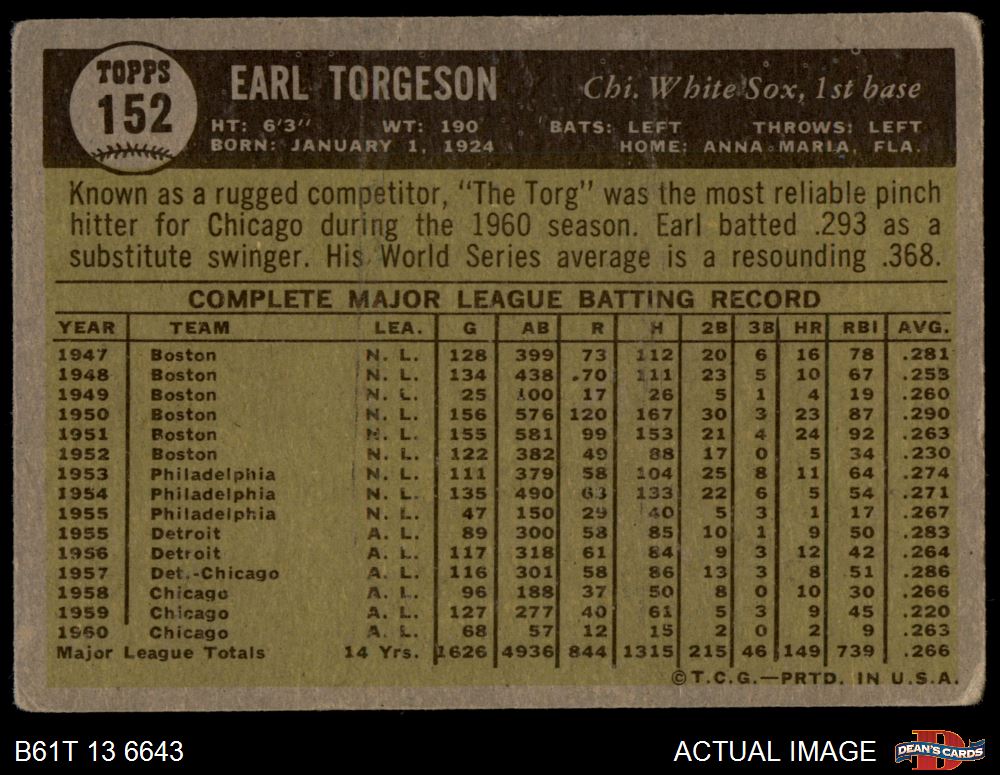 TOPPS
152
EARL TORGESON Chi. White Sox, 1st base
HT: 6'3" WT: 190 BATS: LEFT THROWS: LEFT
BORN: JANUARY 1, 1924 HOME: ANNA MARIA, FLA.
Known as a rugged competitor, "The Torg" was the most reliable pinch
hitter for Chicago during the 1960 season. Earl batted .293 as a
substitute swinger. His World Series average is a resounding .368.
COMPLETE MAJOR LEAGUE BATTING RECORD
YEAR TEAM LEA. G AB R H 2B 3B HR RBI AVG.
1947 Boston N. L. 128 399 73 112 20 6 16 78 .281
1948 Boston N. L. 134 438 70 111 23 5 10 67 .253
1949 Boston N. L. 25 100 17 26 5 1 4 19 .260
1950 Boston N. L. 156 576 120 167 30 3 23 87 .290
1951 Boston N. L. 155 581 99 153 21 4 24 92 .263
1952 Boston N. L. 122 382 49 88 17 0 5 34 .230
1953 Philadelphia N. L. 111 379 58 104 25 8 11 64 .274
1954 Philadelphia N. L. 135 490 63 133 22 6 5 54 .271
1955 Philadelphia N. L. 47 150 29 40 5 3 1 17 .267
1955 Detroit A. L. 89 300 58 85 10 1 9 50 .283
1956 Detroit A. L. 117 318 61 84 9 3 12 42 .264
1957 Det.-Chicago A. L. 116 301 58 86 13 3 8 51 .286
1958 Chicago A. L. 96 188 37 50 8 0 10 30 .266
1959 Chicago A. L. 127 277 40 61 5 3 9 45 .220
1960 Chicago A. L. 68 57 12 15 2 0 2 9 .263
Major League Totals 14 Yrs. 1626 4936 844 1315 215 46 149 739 .266
©T.C.G.—PRTD. IN U.S.A.
B61T 13 6643 ACTUAL IMAGE DEAN'S CARDS